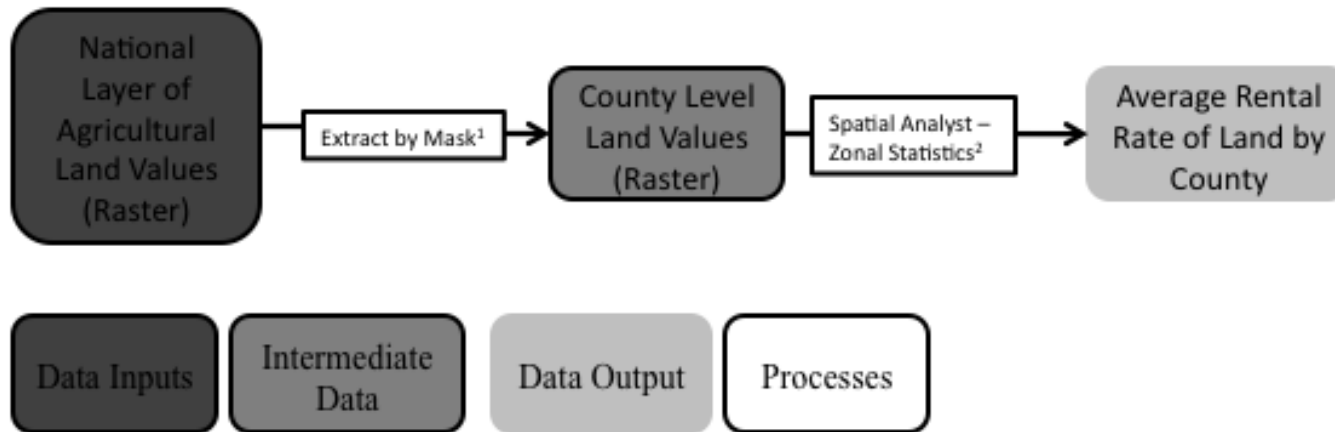 National
Layer of
Agricultural
Land Values
(Raster)
Extract by Mask¹
County Level
Land Values
(Raster)
Spatial Analyst –
Zonal Statistics²
Average Rental
Rate of Land by
County
Data Inputs
Intermediate
Data
Data Output
Processes